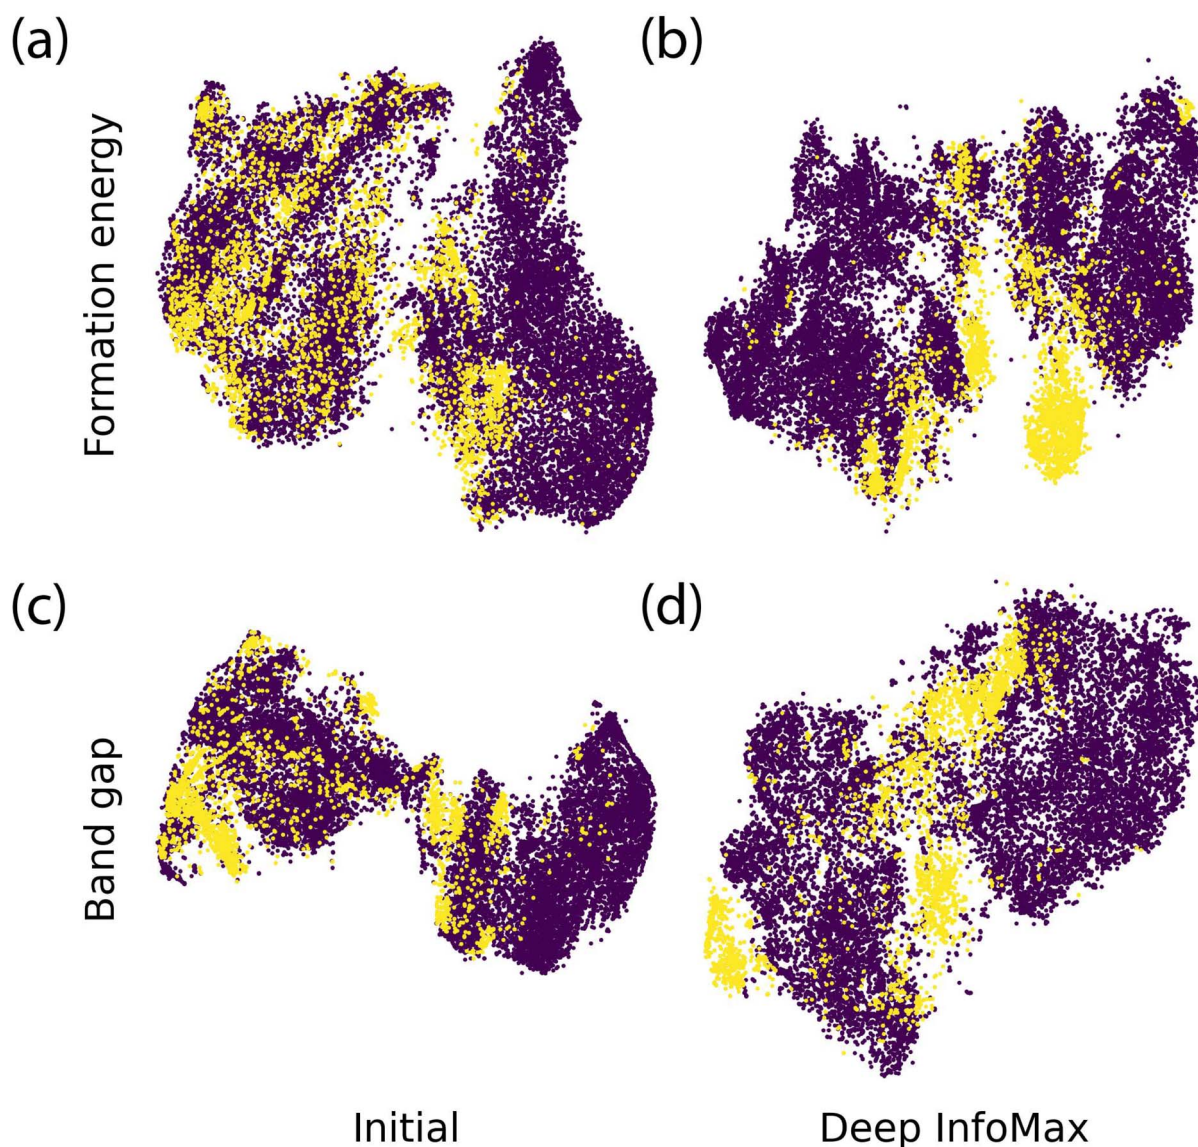 (a)
(b)
Formation energy
(c)
(d)
Band gap
Initial
Deep InfoMax